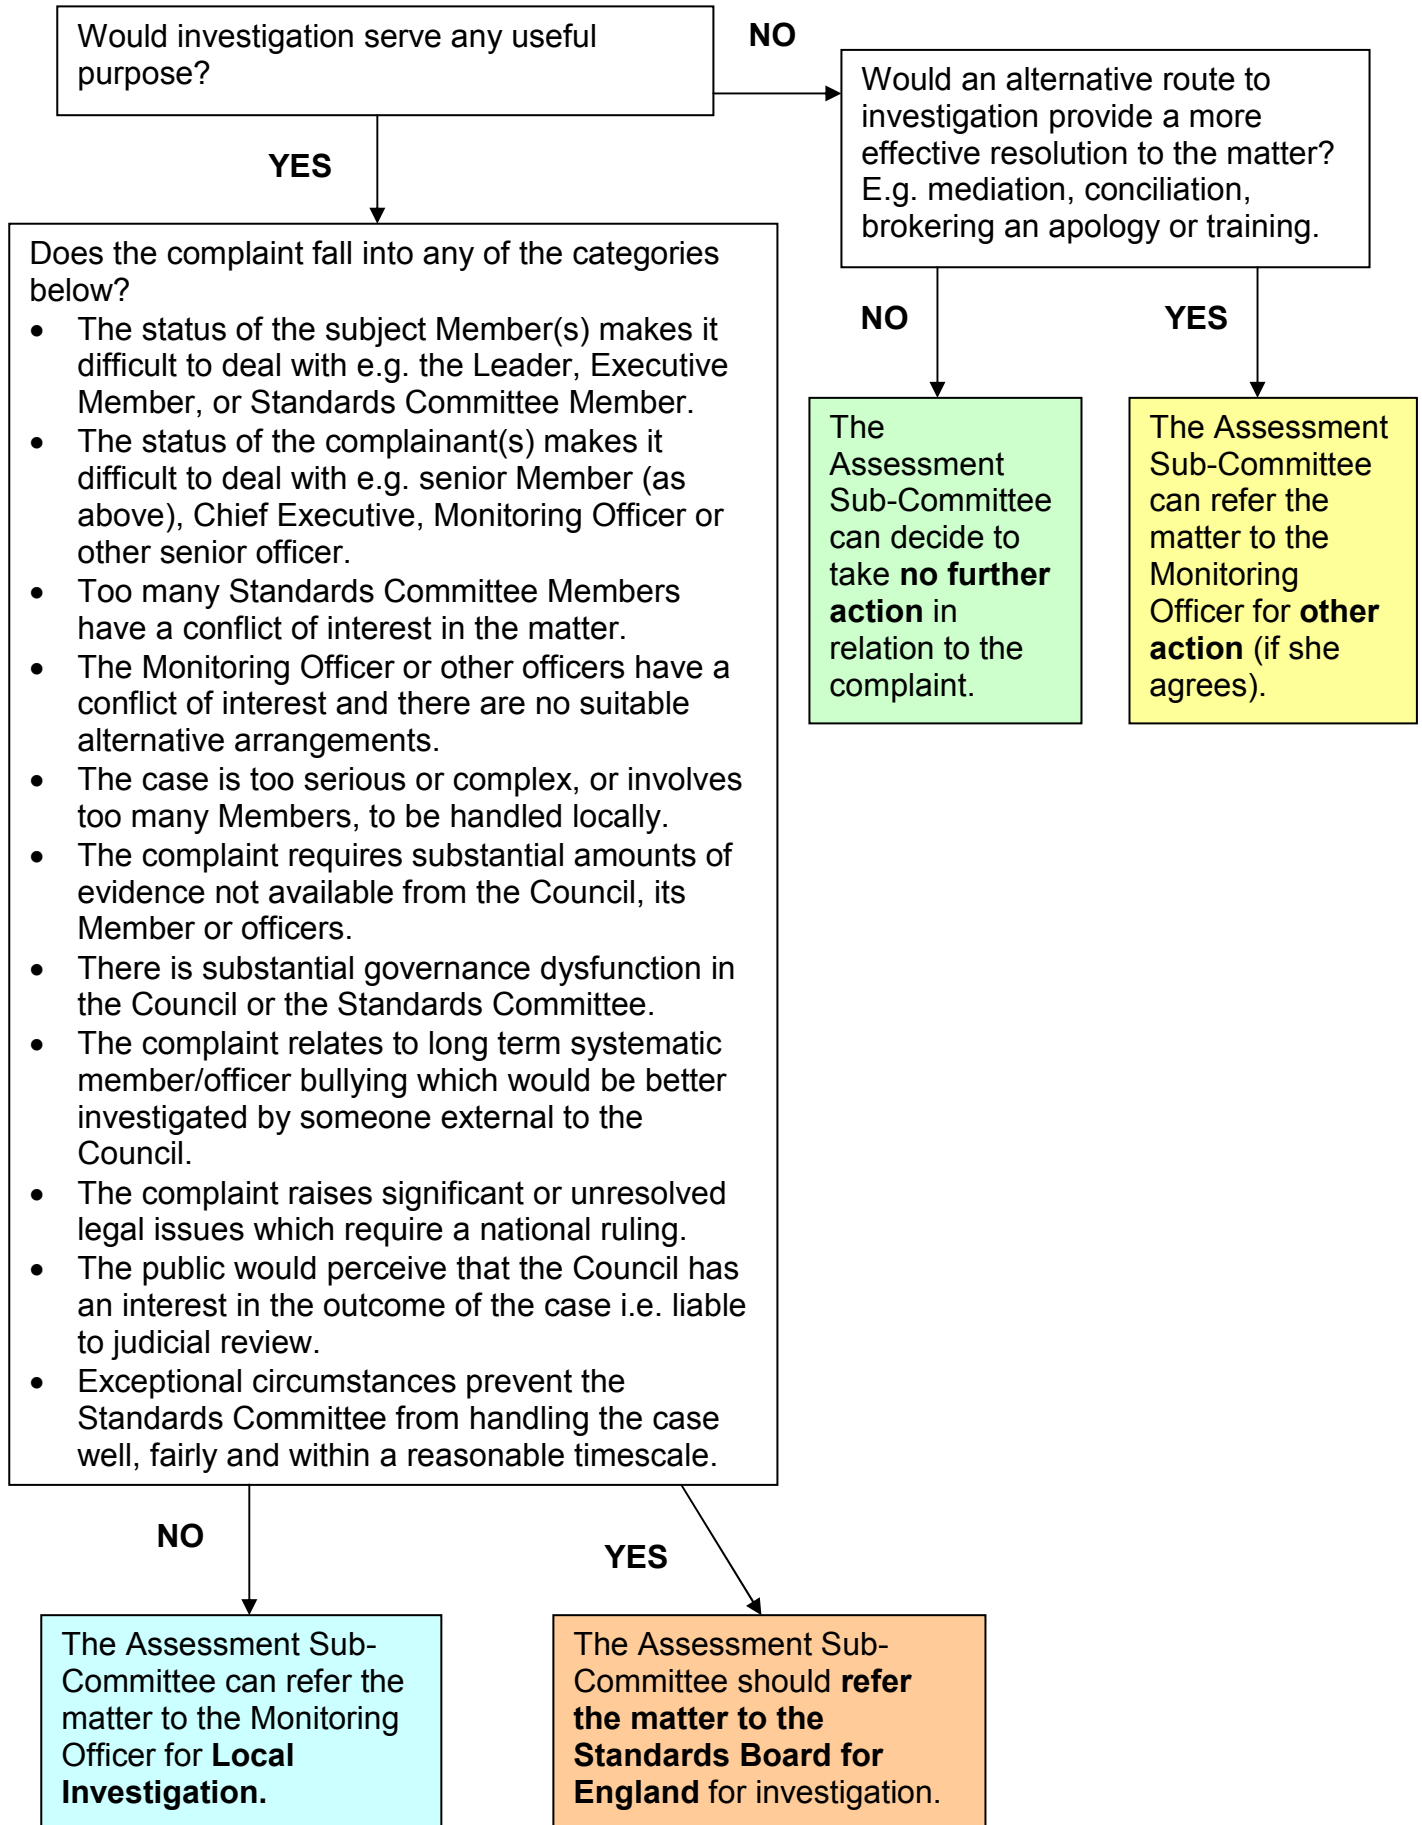 Would investigation serve any useful
purpose?
NO
Would an alternative route to
investigation provide a more
effective resolution to the matter?
E.g. mediation, conciliation,
brokering an apology or training.
YES
Does the complaint fall into any of the categories
below?
• The status of the subject Member(s) makes it
difficult to deal with e.g. the Leader, Executive
Member, or Standards Committee Member.
• The status of the complainant(s) makes it
difficult to deal with e.g. senior Member (as
above), Chief Executive, Monitoring Officer or
other senior officer.
• Too many Standards Committee Members
have a conflict of interest in the matter.
• The Monitoring Officer or other officers have a
conflict of interest and there are no suitable
alternative arrangements.
• The case is too serious or complex, or involves
too many Members, to be handled locally.
• The complaint requires substantial amounts of
evidence not available from the Council, its
Member or officers.
• There is substantial governance dysfunction in
the Council or the Standards Committee.
• The complaint relates to long term systematic
member/officer bullying which would be better
investigated by someone external to the
Council.
• The complaint raises significant or unresolved
legal issues which require a national ruling.
• The public would perceive that the Council has
an interest in the outcome of the case i.e. liable
to judicial review.
• Exceptional circumstances prevent the
Standards Committee from handling the case
well, fairly and within a reasonable timescale.
NO
YES
The
Assessment
Sub-Committee
can decide to
take no further
action in
relation to the
complaint.
The Assessment
Sub-Committee
can refer the
matter to the
Monitoring
Officer for other
action (if she
agrees).
NO
YES
The Assessment Sub-
Committee can refer the
matter to the Monitoring
Officer for Local
Investigation.
The Assessment Sub-
Committee should refer
the matter to the
Standards Board for
England for investigation.